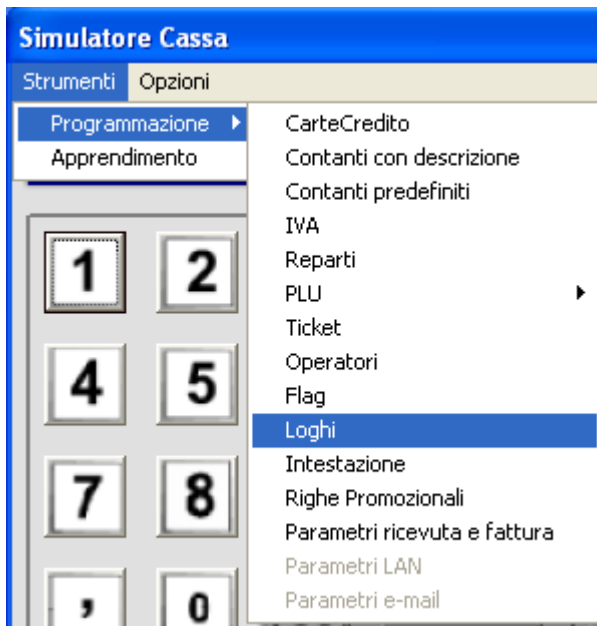 Simulatore Cassa
Strumenti Opzioni
Programmazione
Apprendimento
CarteCredito
Contanti con descrizione
Contanti predefiniti
IVA
Reparti
PLU
Ticket
Operatori
Flag
Loghi
Intestazione
Righe Promozionali
Parametri ricevuta e fattura
Parametri LAN
Parametri e-mail
1 2
4 5
7 8
, 0